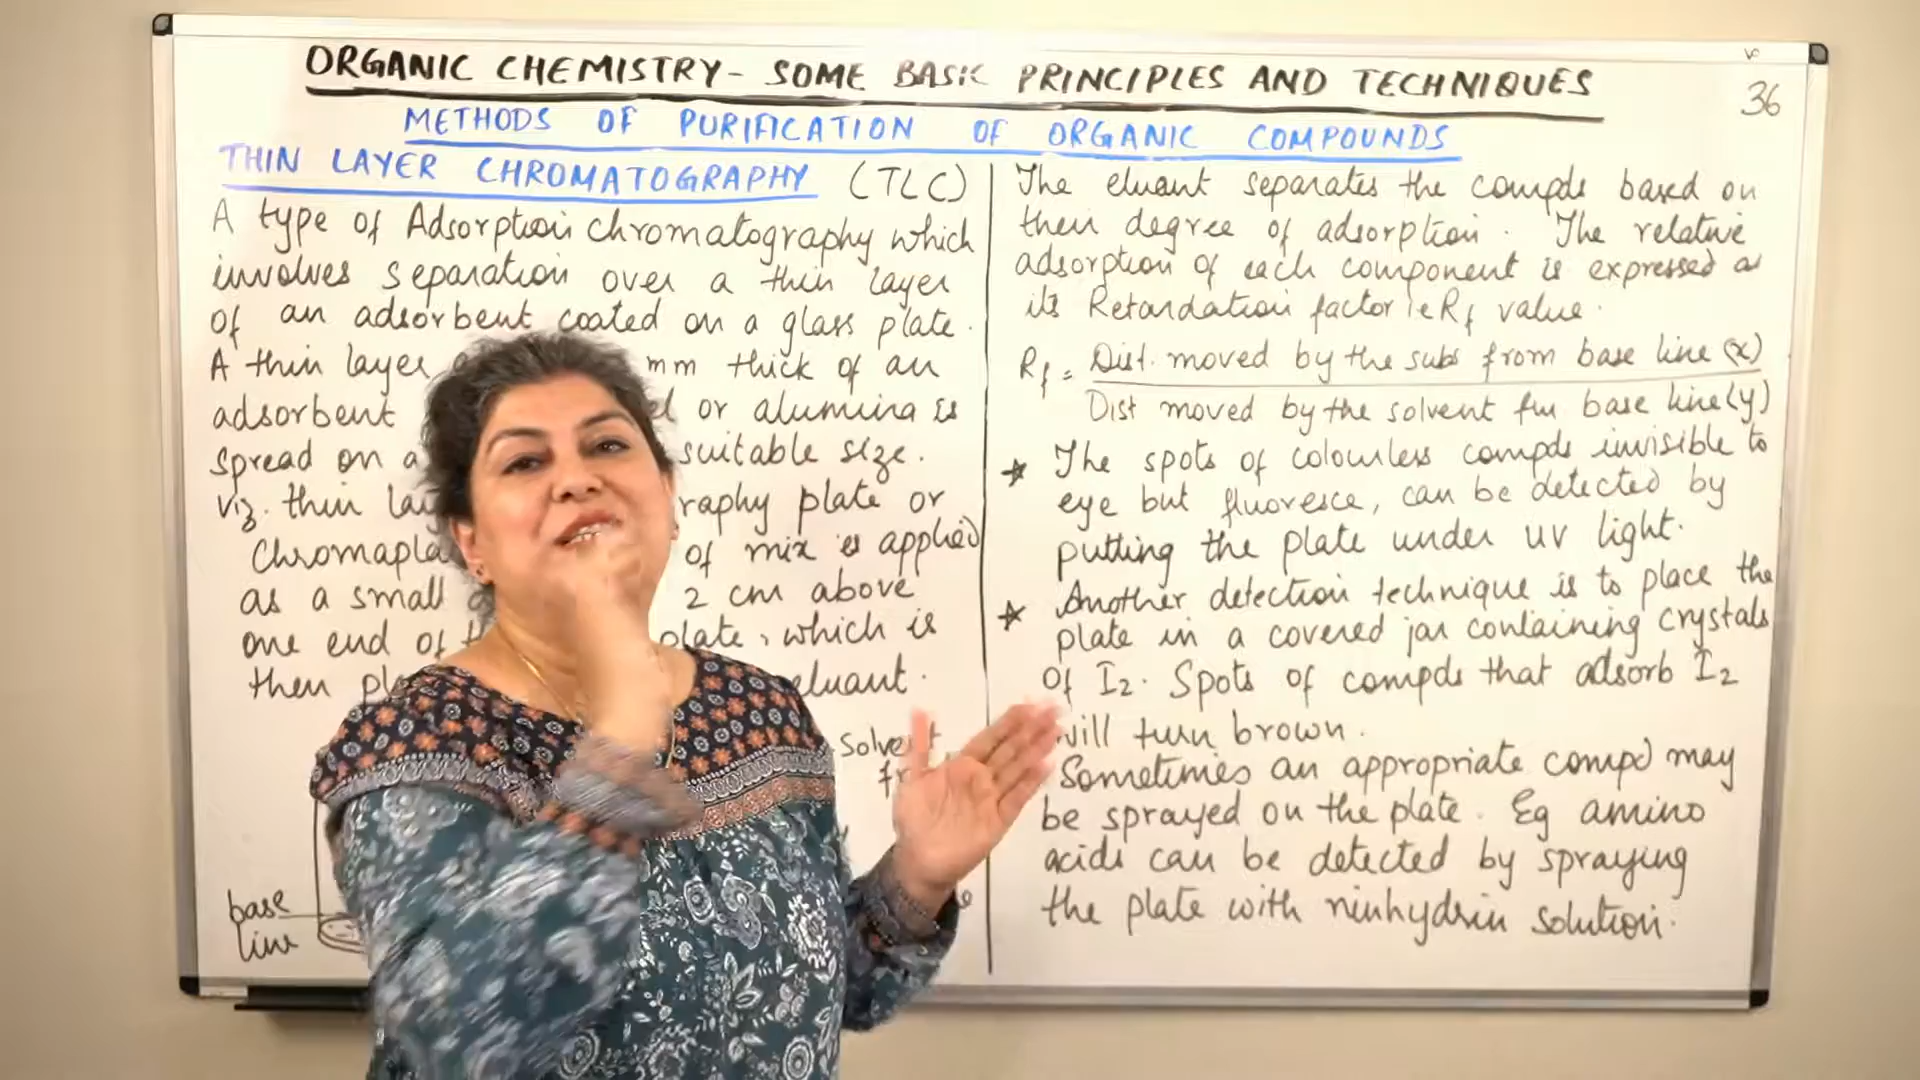 ORGANIC CHEMISTRY- SOME BASIC PRINCIPLES AND TECHNIQUES
36
METHODS OF PURIFICATION OF ORGANIC COMPOUNDS
THIN LAYER CHROMATOGRAPHY (TLC)
A type of Adsorption chromatography which
involves separation over a thin layer
of an adsorbent coated on a glass plate.
A thin layer mm thick of an
adsorbent or alumina is
spread on a suitable size.
viz. thin plate or
of mix is applied
as a small 2 cm above
one end of plate, which is
then eluant.
base
line
The eluant separates the compds based on
their degree of adsorption. The relative
adsorption of each component is expressed as
its Retardation factor ie Rf value.
Rf = Dist. moved by the subs from base line (x)
Dist moved by the solvent fm base line (y)
★ The spots of colourless compds invisible to
eye but fluoresce, can be detected by
putting the plate under UV light.
★ Another detection technique is to place the
plate in a covered jar containing crystals
of I2. Spots of compds that adsorb I2
will turn brown.
Sometimes an appropriate compd may
be sprayed on the plate. Eg amino
acids can be detected by spraying
the plate with ninhydrin solution.